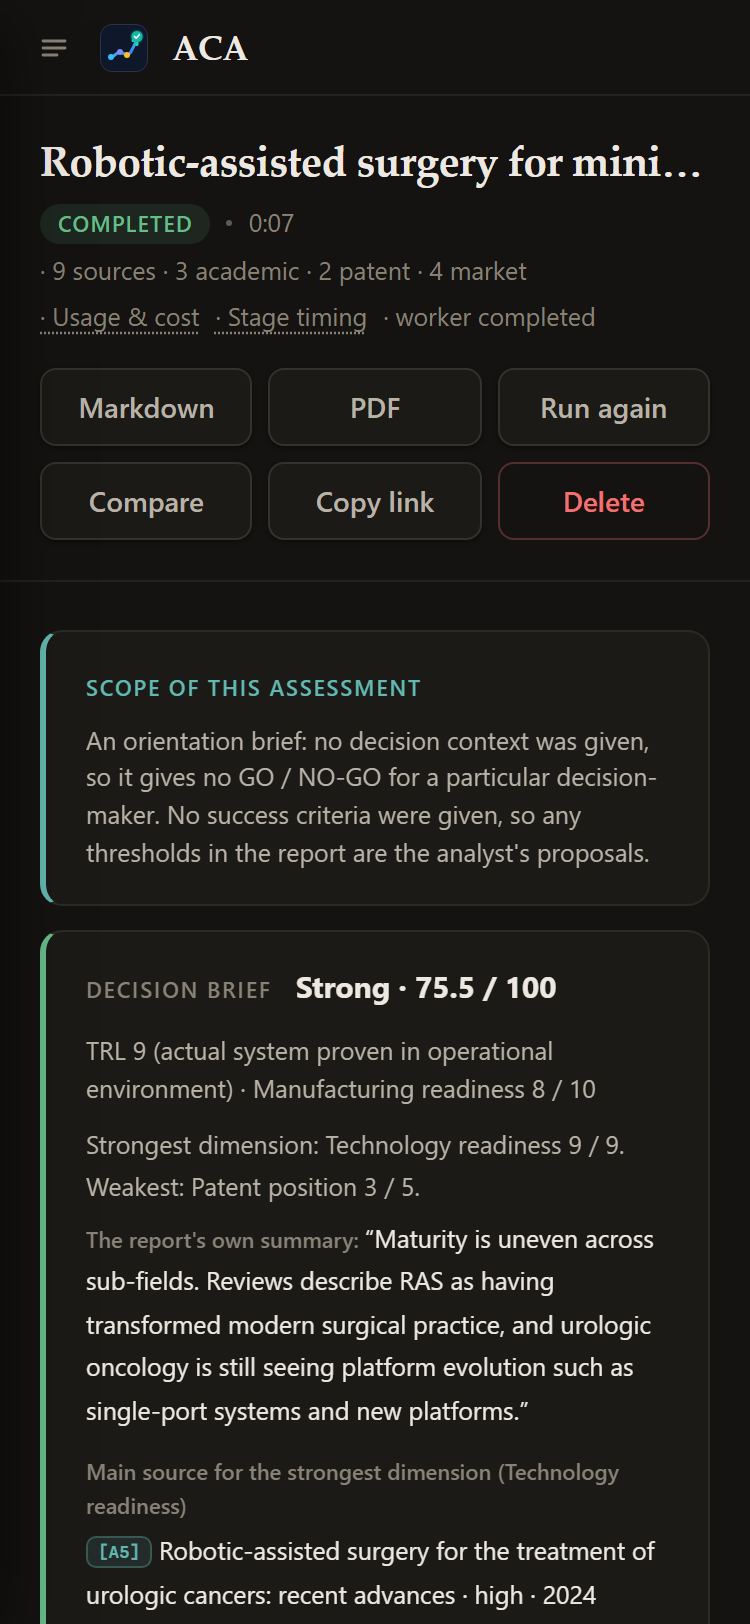 ACA
Robotic-assisted surgery for mini...
COMPLETED • 0:07
· 9 sources · 3 academic · 2 patent · 4 market
· Usage & cost · Stage timing · worker completed
Markdown PDF Run again
Compare Copy link Delete
SCOPE OF THIS ASSESSMENT
An orientation brief: no decision context was given,
so it gives no GO / NO-GO for a particular decision-
maker. No success criteria were given, so any
thresholds in the report are the analyst's proposals.
DECISION BRIEF Strong · 75.5 / 100
TRL 9 (actual system proven in operational
environment) · Manufacturing readiness 8 / 10
Strongest dimension: Technology readiness 9 / 9.
Weakest: Patent position 3 / 5.
The report's own summary: “Maturity is uneven across
sub-fields. Reviews describe RAS as having
transformed modern surgical practice, and urologic
oncology is still seeing platform evolution such as
single-port systems and new platforms.”
Main source for the strongest dimension (Technology
readiness)
[A5] Robotic-assisted surgery for the treatment of
urologic cancers: recent advances · high · 2024